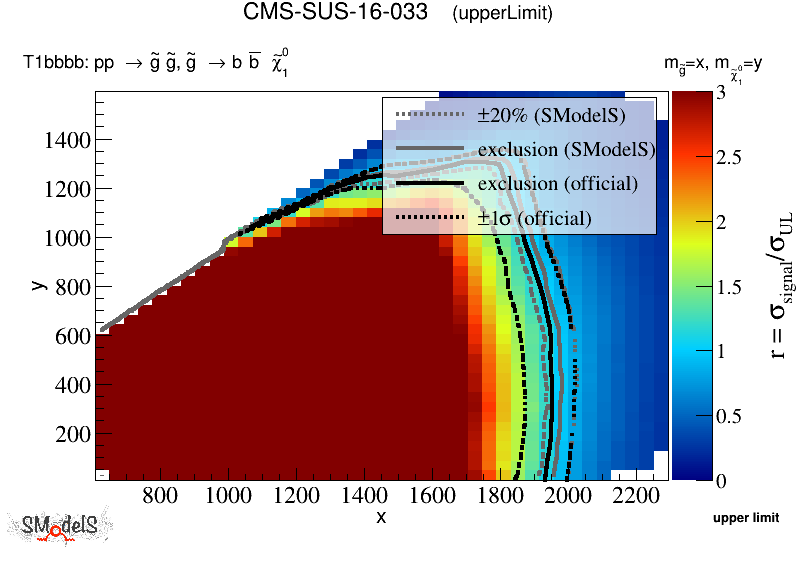 CMS-SUS-16-033 (upperLimit)
T1bbbb: pp → g̃ g̃, g̃ → b b̅ χ̃₁⁰
m_g̃=x, m_χ̃₁⁰=y
±20% (SModelS)
exclusion (SModelS)
exclusion (official)
±1σ (official)
1400
1200
1000
800
600
400
200
y
800 1000 1200 1400 1600 1800 2000 2200
x
3
2.5
2
1.5
1
0.5
0
r = σ_signal/σ_UL
SModelS
upper limit